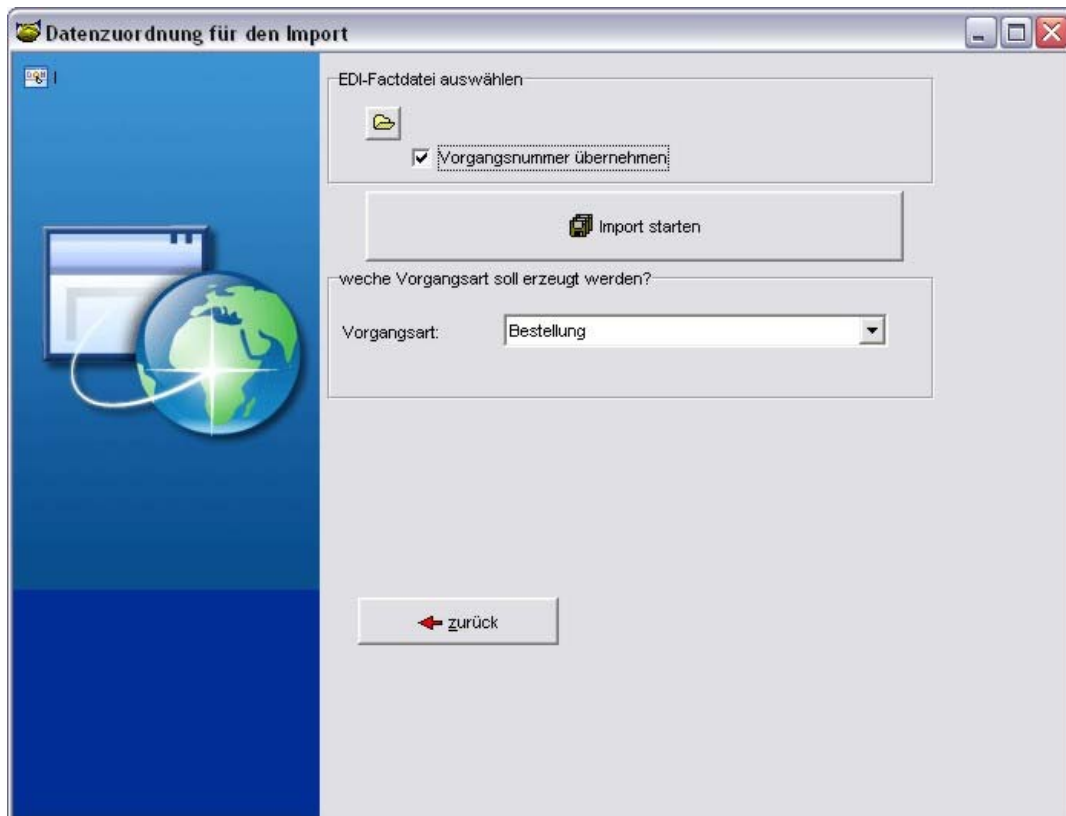 Datenzuordnung für den Import
EDI-Factdatei auswählen
Vorgangsnummer übernehmen
Import starten
weche Vorgangsart soll erzeugt werden?
Vorgangsart:
Bestellung
zurück